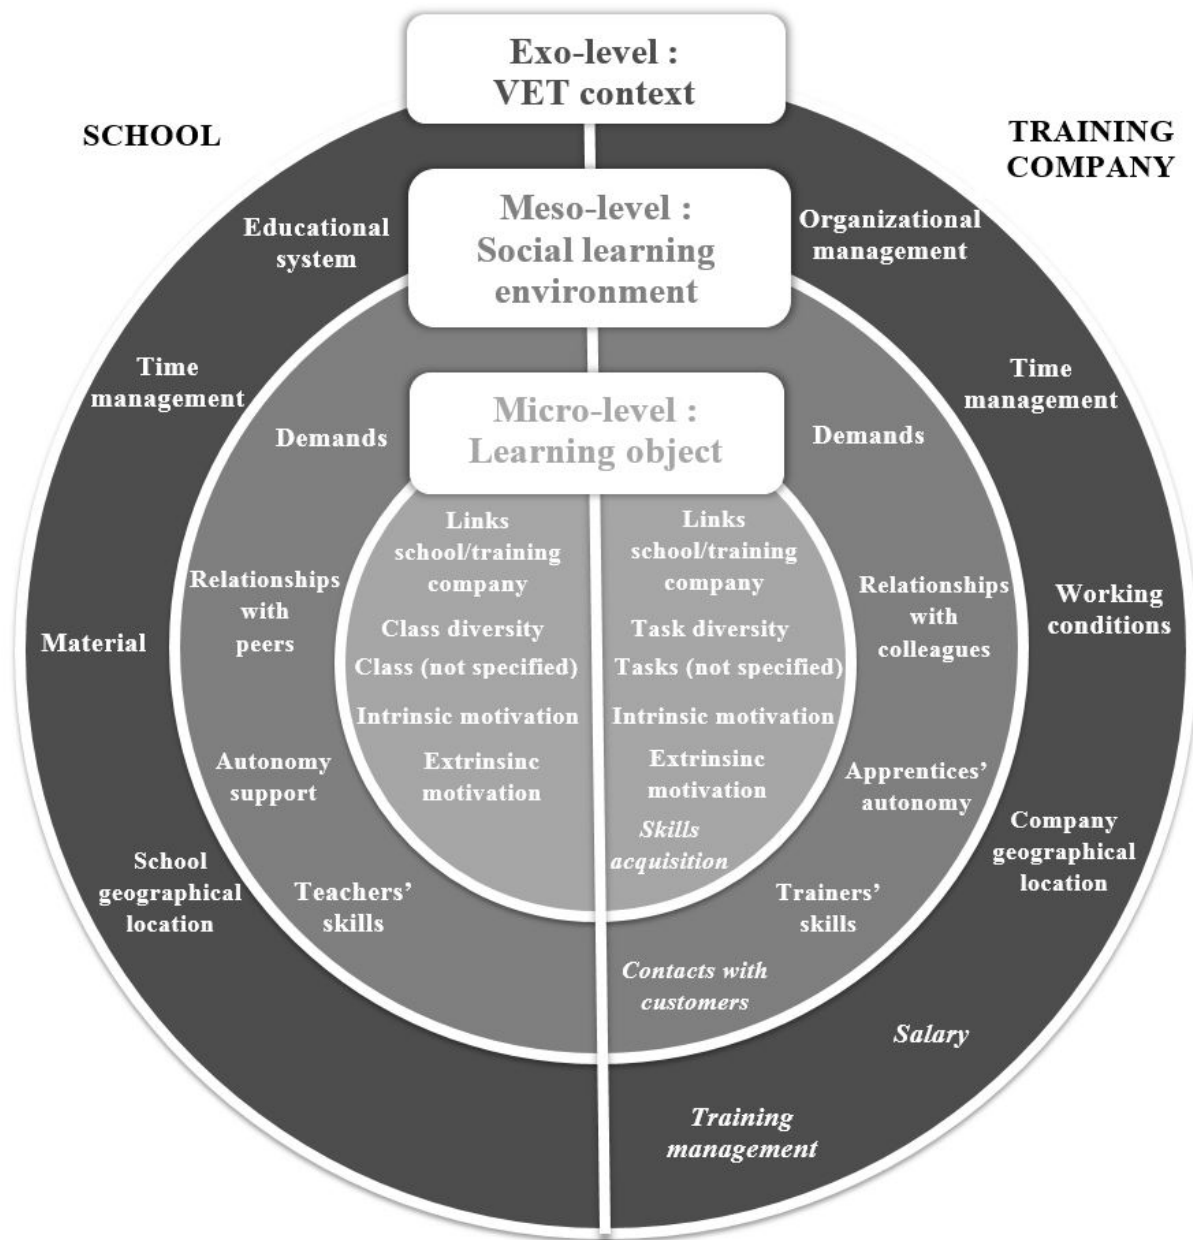 Exo-level :
VET context
SCHOOL
TRAINING
COMPANY
Meso-level :
Social learning
environment
Educational
system
Organizational
management
Time
management
Time
management
Micro-level :
Learning object
Demands
Demands
Links
school/training
company
Links
school/training
company
Relationships
with
peers
Relationships
with
colleagues
Material
Working
conditions
Class diversity
Task diversity
Class (not specified)
Tasks (not specified)
Intrinsic motivation
Intrinsic motivation
Autonomy
support
Extrinsinc
motivation
Extrinsinc
motivation
Apprentices’
autonomy
Skills
acquisition
School
geographical
location
Company
geographical
location
Teachers’
skills
Trainers’
skills
Contacts with
customers
Salary
Training
management